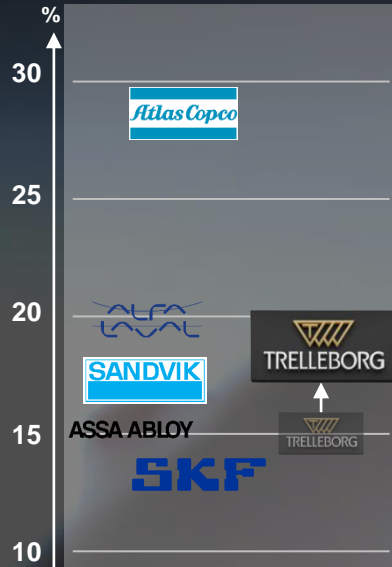 %
30
Atlas Copco
25
20
ALFA
LAVAL
TRELLEBORG
SANDVIK
15
ASSA ABLOY
TRELLEBORG
SKF
10